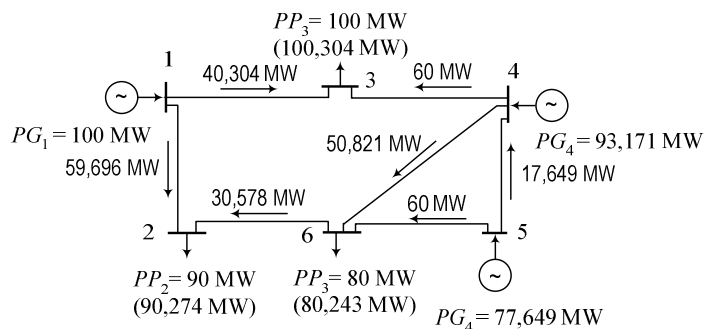 PP₃ = 100 MW
(100,304 MW)
1
3
4
40,304 MW
60 MW
~
~
PG₁ = 100 MW
59,696 MW
50,821 MW
PG₄ = 93,171 MW
17,649 MW
30,578 MW
60 MW
2
6
5
PP₂ = 90 MW
(90,274 MW)
PP₃ = 80 MW
(80,243 MW)
~
PG₄ = 77,649 MW